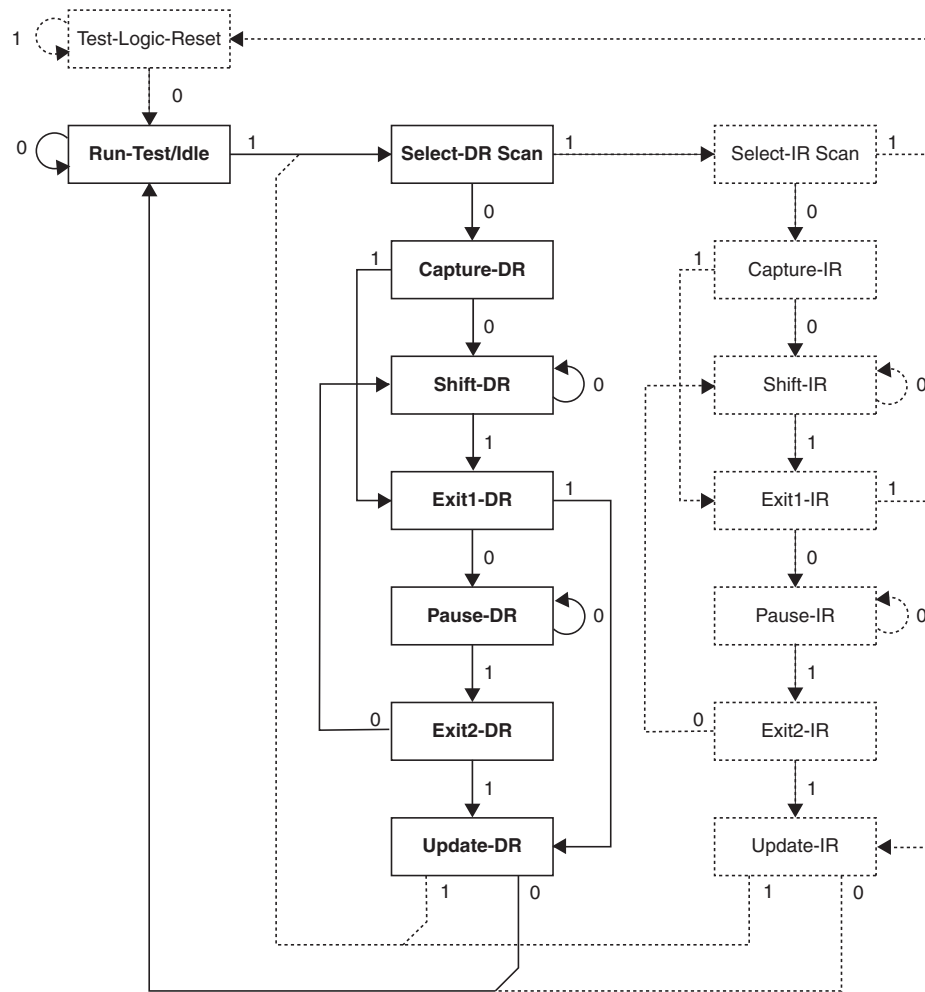 Test-Logic-Reset
1
0
Run-Test/Idle
0
1
Select-DR Scan
1
Select-IR Scan
1
0
0
1
Capture-DR
1
Capture-IR
0
0
Shift-DR
0
Shift-IR
0
1
1
Exit1-DR
1
Exit1-IR
1
0
0
Pause-DR
0
Pause-IR
0
1
1
0
Exit2-DR
0
Exit2-IR
1
1
Update-DR
Update-IR
1
0
1
0